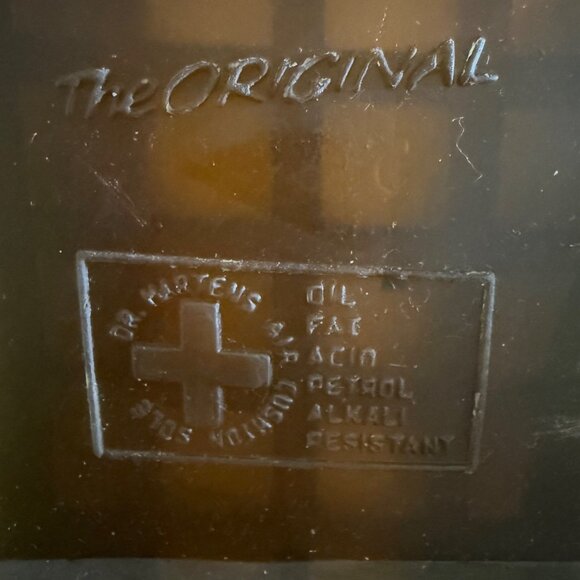 The ORIGINAL
DR. MARTENS AIR CUSHION SOLE
OIL
FAT
ACID
PETROL
ALKALI
RESISTANT